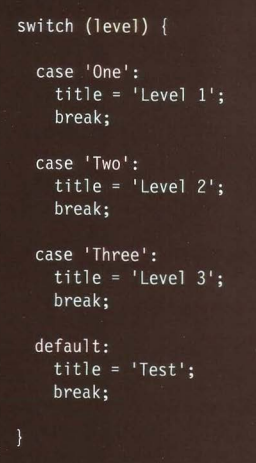 switch (level) {
case 'One':
title = 'Level 1';
break;
case 'Two':
title = 'Level 2';
break;
case 'Three':
title = 'Level 3';
break;
default:
title = 'Test';
break;
}